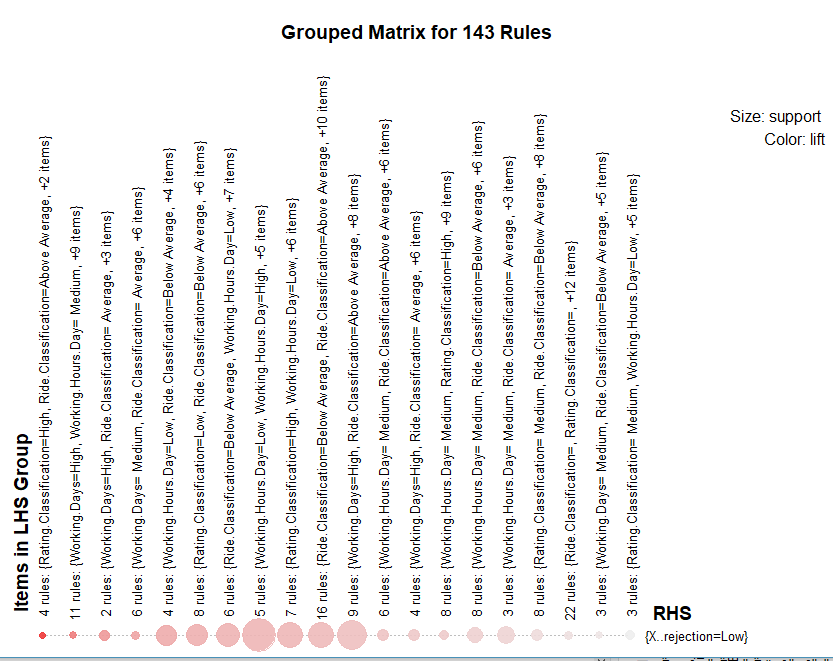 Grouped Matrix for 143 Rules
Size: support
Color: lift
Items in LHS Group
4 rules: {Rating.Classification=High, Ride.Classification=Above Average, +2 items}
11 rules: {Working.Days=High, Working.Hours.Day= Medium, +9 items}
2 rules: {Working.Days=High, Ride.Classification= Average, +3 items}
6 rules: {Working.Days= Medium, Ride.Classification= Average, +6 items}
4 rules: {Working.Hours.Day=Low, Ride.Classification=Below Average, +4 items}
8 rules: {Rating.Classification=Low, Ride.Classification=Below Average, +6 items}
6 rules: {Ride.Classification=Below Average, Working.Hours.Day=Low, +7 items}
5 rules: {Working.Hours.Day=Low, Working.Hours.Day=High, +5 items}
7 rules: {Rating.Classification=High, Working.Hours.Day=Low, +6 items}
16 rules: {Ride.Classification=Below Average, Ride.Classification=Above Average, +10 items}
9 rules: {Working.Days=High, Ride.Classification=Above Average, +8 items}
6 rules: {Working.Days= Medium, Ride.Classification=Above Average, +6 items}
4 rules: {Working.Days=High, Ride.Classification= Average, +6 items}
8 rules: {Working.Hours.Day= Medium, Rating.Classification=High, +9 items}
8 rules: {Working.Hours.Day= Medium, Ride.Classification=Below Average, +6 items}
3 rules: {Working.Hours.Day= Medium, Ride.Classification= Average, +3 items}
8 rules: {Rating.Classification= Medium, Ride.Classification=Below Average, +8 items}
22 rules: {Ride.Classification=, Rating.Classification=, +12 items}
3 rules: {Working.Days= Medium, Ride.Classification=Below Average, +5 items}
3 rules: {Rating.Classification= Medium, Working.Hours.Day=Low, +5 items}
RHS
{X..rejection=Low}